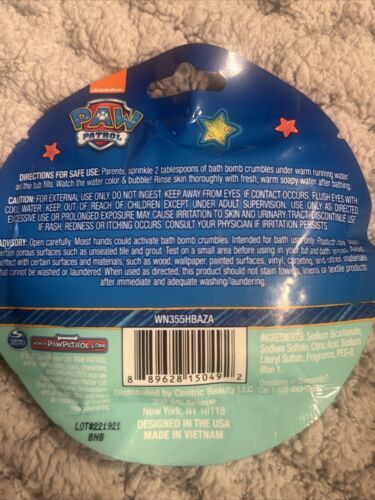 nickelodeon
PAW
PATROL
DIRECTIONS FOR SAFE USE: Parents, sprinkle 2 tablespoons of bath bomb crumbles under warm running water
as the tub fills. Watch the water color & bubble! Rinse skin thoroughly with fresh, warm soapy water after bathing.
CAUTION: FOR EXTERNAL USE ONLY DO NOT INGEST. KEEP AWAY FROM EYES. IF CONTACT OCCURS, FLUSH EYES WITH
COOL WATER. KEEP OUT OF REACH OF CHILDREN EXCEPT. UNDER ADULT SUPERVISION. USE ONLY AS DIRECTED
EXCESSIVE USE OR PROLONGED EXPOSURE MAY CAUSE IRRITATION TO SKIN AND URINARY TRACT. DISCONTINUE USE
IF RASH, REDNESS OR ITCHING OCCURS. CONSULT YOUR PHYSICIAN IF IRRITATION PERSISTS
ADVISORY: Open carefully. Moist hands could activate bath bomb crumbles. Intended for bath use only. Product may
certain porous surfaces such as unsealed tile and grout. Test on a small area before using in your tub and
contact with certain surfaces and materials, such as wood, wallpaper, painted surfaces, vinyl, carpeting, and other materials
that cannot be washed or laundered. When used as directed, this product should not stain towels, linens or textile products
after immediate and adequate washing/laundering.
WN355HBAZA
www.PawPatrol.com
8 89628 15049 2
INGREDIENTS: Sodium Bicarbonate,
Sodium Sulfate, Citric Acid, Sodium
Lauryl Sulfate, Fragrance, PEG-
Blue 1.
Questions or Comments?
Distributed by Centric Beauty LLC
350 5th Avenue
New York, NY 10118
DESIGNED IN THE USA
MADE IN VIETNAM
LOT#221921
BNB